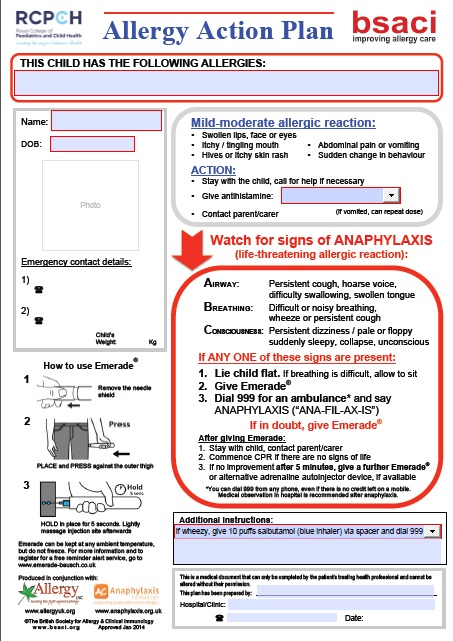 RCPCH
Royal College of
Paediatrics and Child Health
Leading the way in Children's Health
Allergy Action Plan
bsaci
improving allergy care
THIS CHILD HAS THE FOLLOWING ALLERGIES:
Name:
DOB:
Photo
Emergency contact details:
1)
2)
Child's
Weight: Kg
Mild-moderate allergic reaction:
• Swollen lips, face or eyes
• Itchy / tingling mouth
• Hives or itchy skin rash
• Abdominal pain or vomiting
• Sudden change in behaviour
ACTION:
• Stay with the child, call for help if necessary
• Give antihistamine:
• Contact parent/carer
(if vomited, can repeat dose)
Watch for signs of ANAPHYLAXIS
(life-threatening allergic reaction):
AIRWAY: Persistent cough, hoarse voice,
difficulty swallowing, swollen tongue
BREATHING: Difficult or noisy breathing,
wheeze or persistent cough
CONSCIOUSNESS: Persistent dizziness / pale or floppy
suddenly sleepy, collapse, unconscious
If ANY ONE of these signs are present:
1. Lie child flat. If breathing is difficult, allow to sit
2. Give Emerade®
3. Dial 999 for an ambulance* and say
ANAPHYLAXIS ("ANA-FIL-AX-IS")
If in doubt, give Emerade®
After giving Emerade:
1. Stay with child, contact parent/carer
2. Commence CPR if there are no signs of life
3. If no improvement after 5 minutes, give a further Emerade®
or alternative adrenaline autoinjector device, if available
*You can dial 999 from any phone, even if there is no credit left on a mobile.
Medical observation in hospital is recommended after anaphylaxis.
How to use Emerade®
1
Remove the needle
shield
2
Press
PLACE and PRESS against the outer thigh
3
Hold
5 secs
HOLD in place for 5 seconds. Lightly
massage injection site afterwards
Emerade can be kept at any ambient temperature,
but do not freeze. For more information and to
register for a free reminder alert service, go to
www.emerade-bausch.co.uk
Produced in conjunction with:
Allergy UK
Anaphylaxis
campaign
www.allergyuk.org
www.anaphylaxis.org.uk
©The British Society for Allergy & Clinical Immunology
www.bsaci.org
Approved Jan 2014
Additional instructions:
If wheezy, give 10 puffs salbutamol (blue inhaler) via spacer and dial 999
This is a medical document that can only be completed by the patient's treating health professional and cannot be
altered without their permission.
This plan has been prepared by:
Hospital/Clinic:
Date: